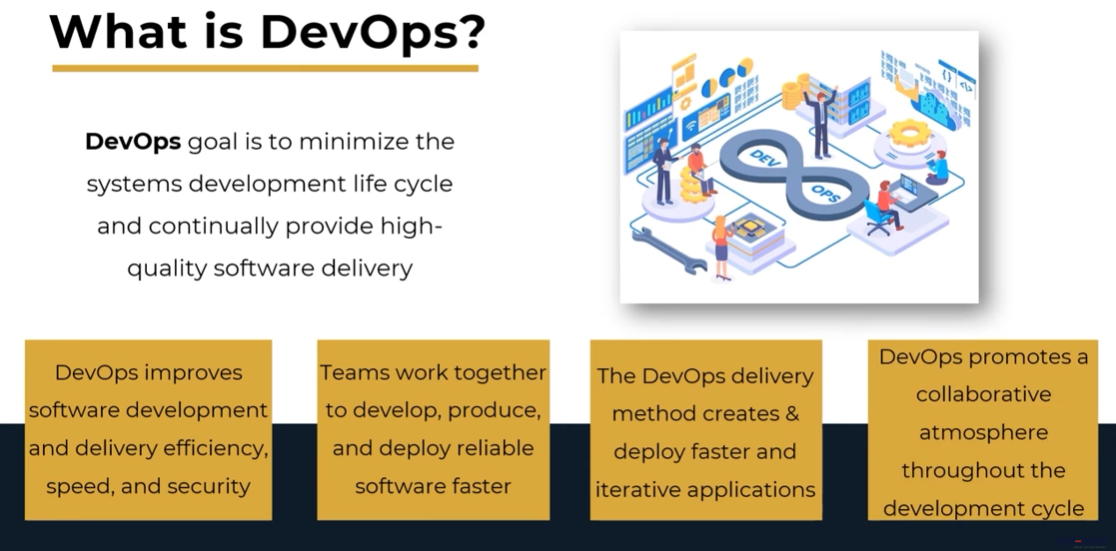 What is DevOps?
DevOps goal is to minimize the
systems development life cycle
and continually provide high-
quality software delivery
DEV
OPS
DevOps improves
software development
and delivery efficiency,
speed, and security
Teams work together
to develop, produce,
and deploy reliable
software faster
The DevOps delivery
method creates &
deploy faster and
iterative applications
DevOps promotes a
collaborative
atmosphere
throughout the
development cycle